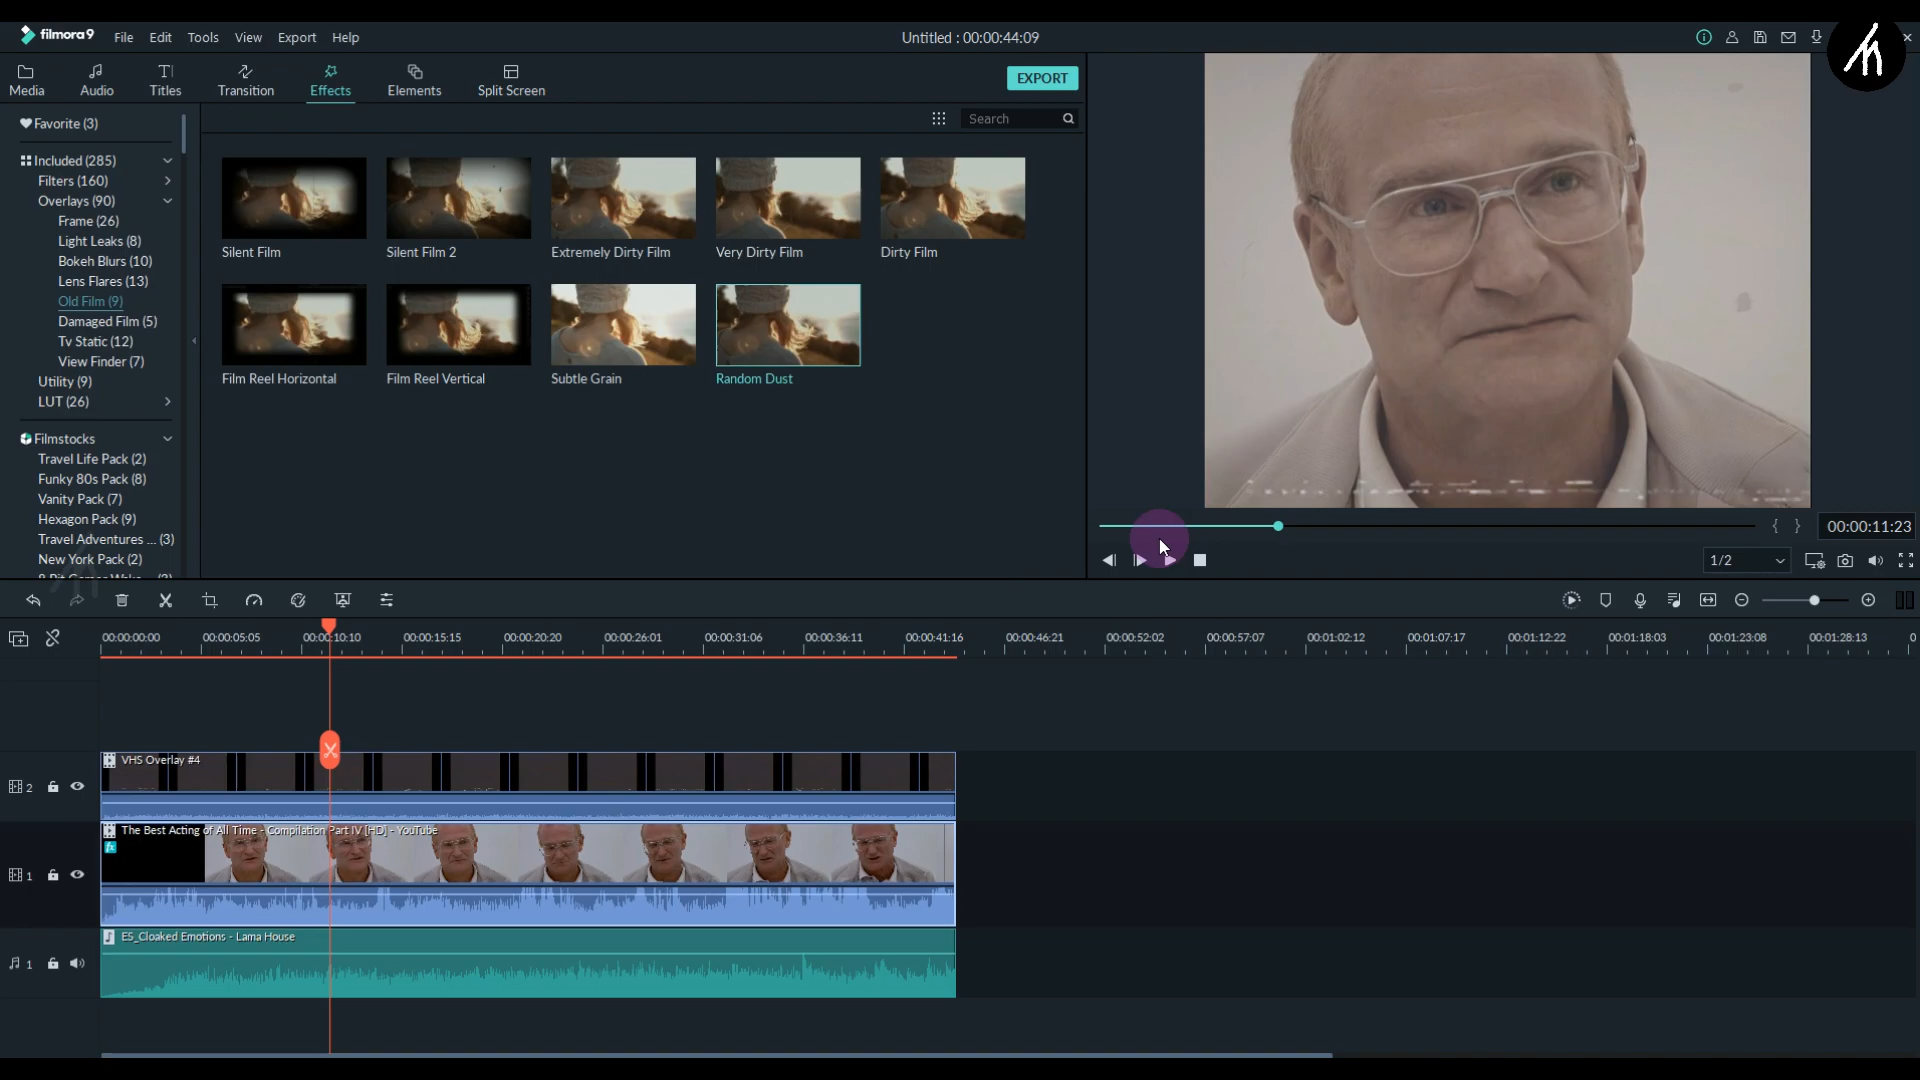 filmora9
File Edit Tools View Export Help
Untitled : 00:00:44:09
Media Audio Titles Transition Effects Elements Split Screen
EXPORT
Favorite (3)
Search
Included (285)
Filters (160)
Overlays (90)
Frame (26)
Light Leaks (8)
Bokeh Blurs (10)
Lens Flares (13)
Old Film (9)
Damaged Film (5)
Tv Static (12)
View Finder (7)
Utility (9)
LUT (26)
Filmstocks
Travel Life Pack (2)
Funky 80s Pack (8)
Vanity Pack (7)
Hexagon Pack (9)
Travel Adventures ... (3)
New York Pack (2)
Silent Film Silent Film 2 Extremely Dirty Film Very Dirty Film Dirty Film
Film Reel Horizontal Film Reel Vertical Subtle Grain Random Dust
{ } 00:00:11:23
1/2
00:00:00:00 00:00:05:05 00:00:10:10 00:00:15:15 00:00:20:20 00:00:26:01 00:00:31:06 00:00:36:11 00:00:41:16 00:00:46:21 00:00:52:02 00:00:57:07 00:01:02:12 00:01:07:17 00:01:12:22 00:01:18:03 00:01:23:08 00:01:28:13 0
VHS Overlay #4
2
The Best Acting of All Time - Compilation Part IV [HD] - YouTube
fx
1
ES_Cloaked Emotions - Lama House
1